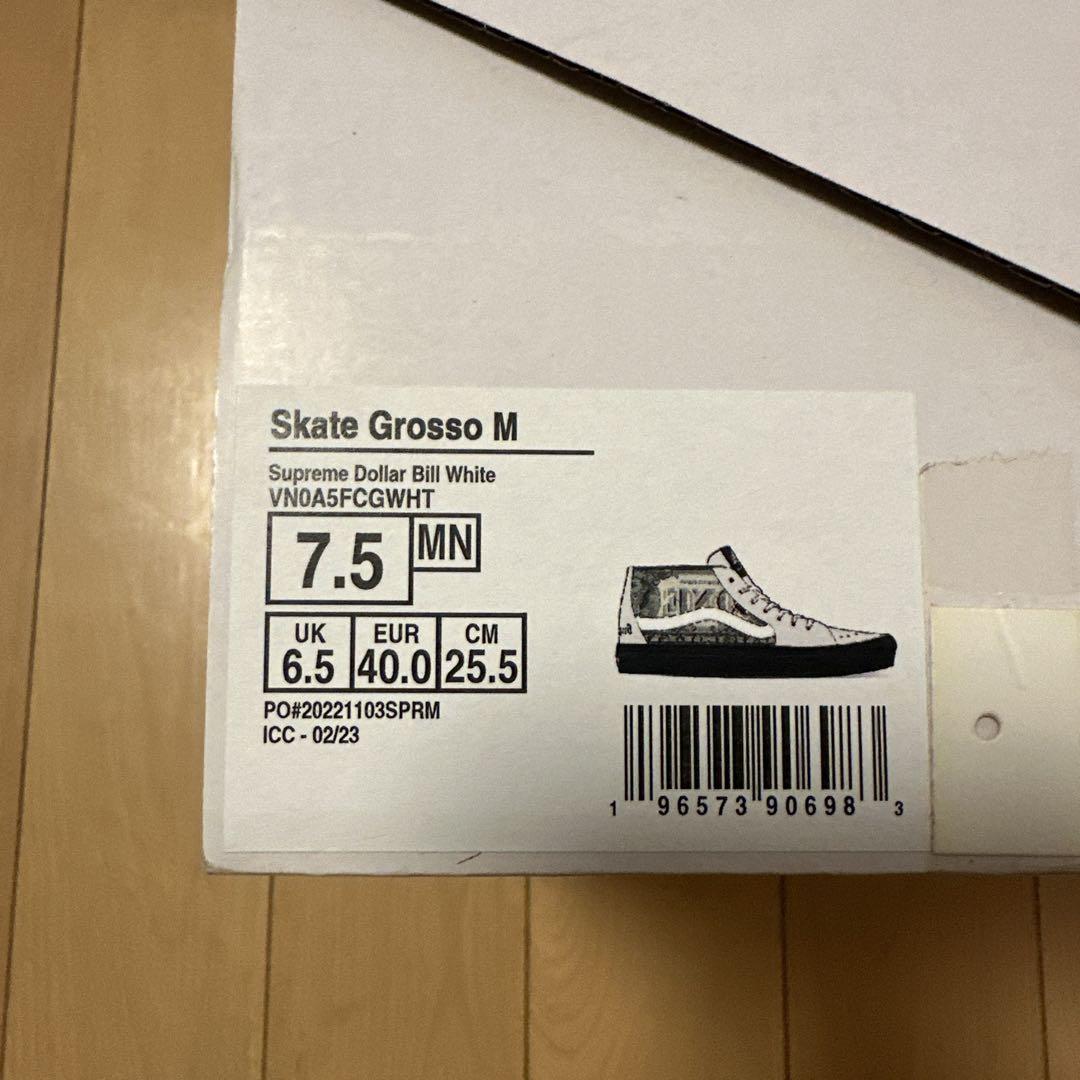 Skate Grosso M
Supreme Dollar Bill White
VN0A5FCGWHT
7.5 MN
UK EUR CM
6.5 40.0 25.5
PO#20221103SPRM
ICC - 02/23
1 96573 90698 3